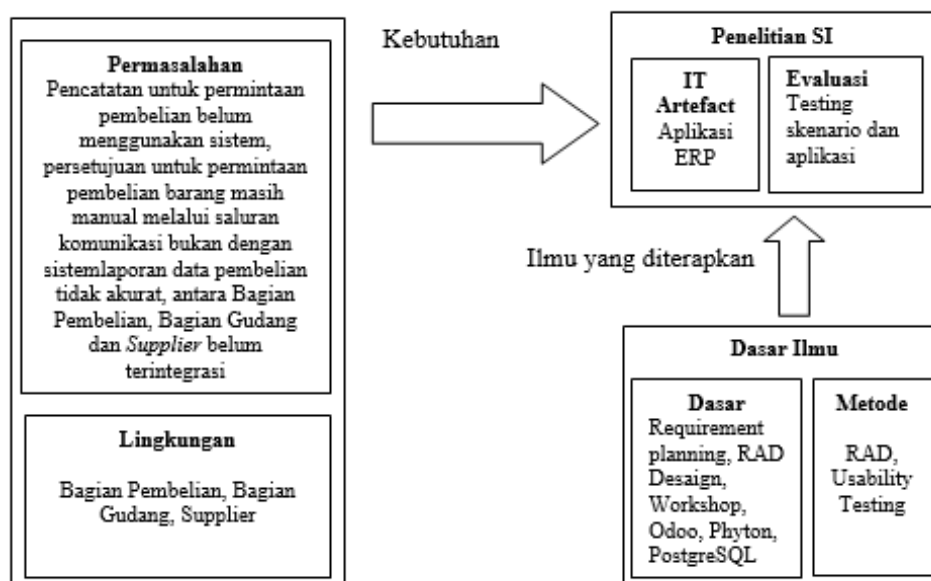 Permasalahan
Pencatatan untuk permintaan
pembelian belum
menggunakan sistem,
persetujuan untuk permintaan
pembelian barang masih
manual melalui saluran
komunikasi bukan dengan
sistemlaporan data pembelian
tidak akurat, antara Bagian
Pembelian, Bagian Gudang
dan Supplier belum
terintegrasi
Lingkungan
Bagian Pembelian, Bagian
Gudang, Supplier
Kebutuhan
Penelitian SI
IT
Artefact
Aplikasi
ERP
Evaluasi
Testing
skenario dan
aplikasi
Ilmu yang diterapkan
Dasar Ilmu
Dasar
Requirement
planning, RAD
Desaign,
Workshop,
Odoo, Phyton,
PostgreSQL
Metode
RAD,
Usability
Testing